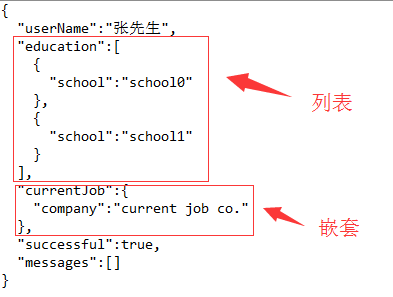 {
"userName":"张先生",
"education":[
{
"school":"school0"
},
{
"school":"school1"
}
],
"currentJob":{
"company":"current job co."
},
"successful":true,
"messages":[]
}
列表
嵌套